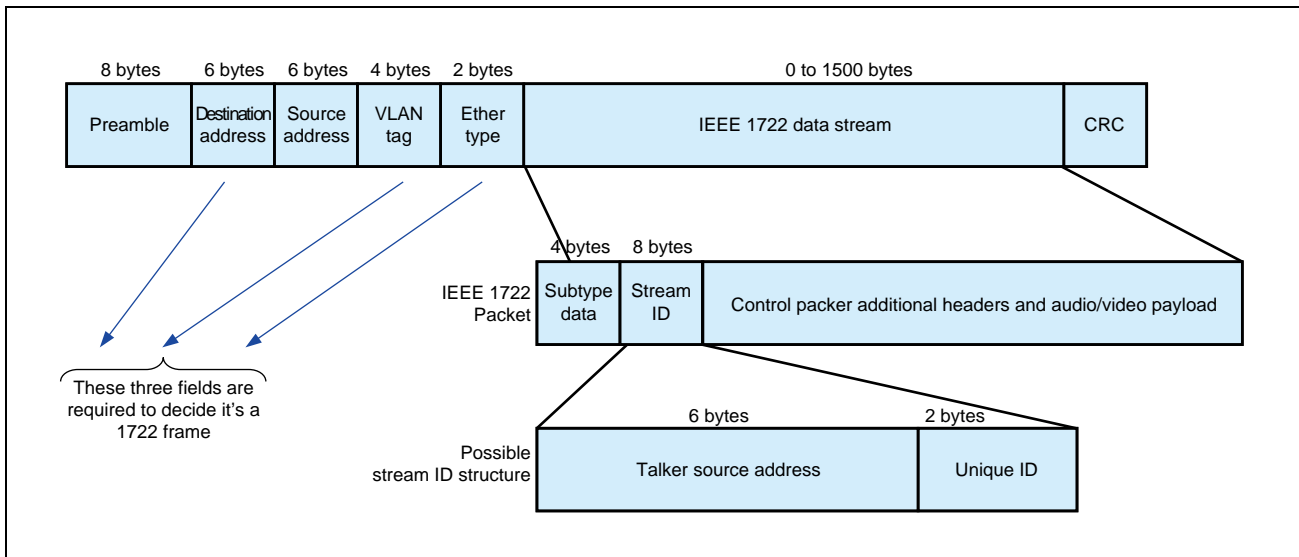 8 bytes 6 bytes 6 bytes 4 bytes 2 bytes 0 to 1500 bytes
Preamble
Destination
address
Source
address
VLAN
tag
Ether
type
IEEE 1722 data stream
CRC
4 bytes 8 bytes
IEEE 1722
Packet
Subtype
data
Stream
ID
Control packer additional headers and audio/video payload
These three fields are
required to decide it's a
1722 frame
6 bytes 2 bytes
Possible
stream ID structure
Talker source address
Unique ID